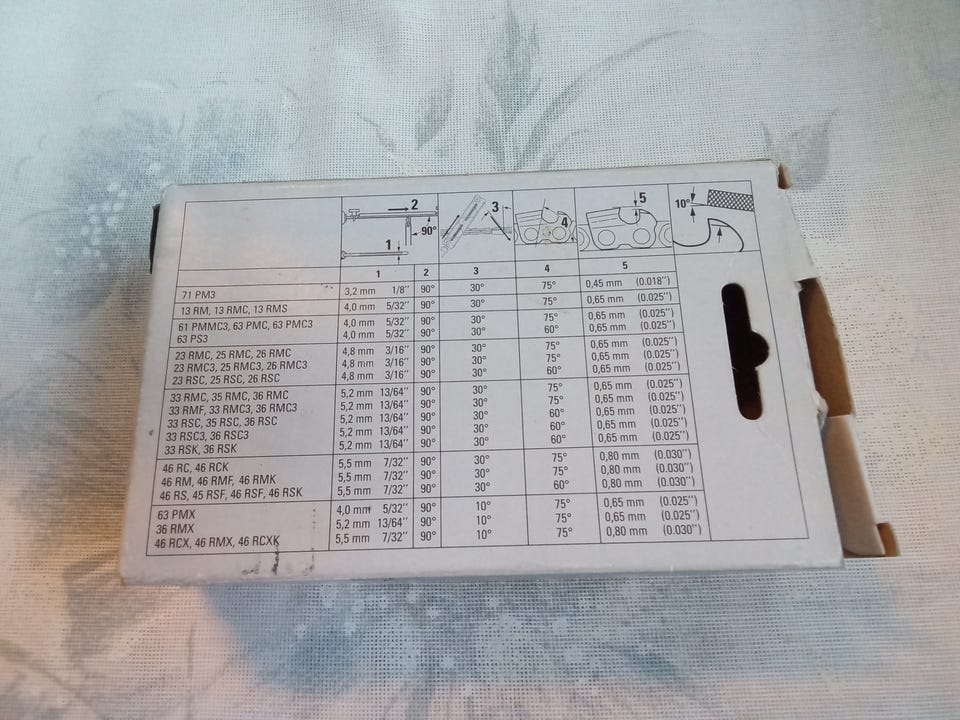 2
90°
1
3
4
5
10°
1 2 3 4 5
71 PM3 3,2 mm 1/8" 90° 30° 75° 0,45 mm (0.018")
13 RM, 13 RMC, 13 RMS 4,0 mm 5/32" 90° 30° 75° 0,65 mm (0.025")
61 PMMC3, 63 PMC, 63 PMC3 4,0 mm 5/32" 90° 30° 75° 0,65 mm (0.025")
63 PS3 4,0 mm 5/32" 90° 30° 60° 0,65 mm (0.025")
23 RMC, 25 RMC, 26 RMC 4,8 mm 3/16" 90° 30° 75° 0,65 mm (0.025")
23 RMC3, 25 RMC3, 26 RMC3 4,8 mm 3/16" 90° 30° 75° 0,65 mm (0.025")
23 RSC, 25 RSC, 26 RSC 4,8 mm 3/16" 90° 30° 60° 0,65 mm (0.025")
33 RMC, 35 RMC, 36 RMC 5,2 mm 13/64" 90° 30° 75° 0,65 mm (0.025")
33 RMF, 33 RMC3, 36 RMC3 5,2 mm 13/64" 90° 30° 75° 0,65 mm (0.025")
33 RSC, 35 RSC, 36 RSC 5,2 mm 13/64" 90° 30° 60° 0,65 mm (0.025")
33 RSC3, 36 RSC3 5,2 mm 13/64" 90° 30° 60° 0,65 mm (0.025")
33 RSK, 36 RSK 5,2 mm 13/64" 90° 30° 60° 0,65 mm (0.025")
46 RC, 46 RCK 5,5 mm 7/32" 90° 30° 75° 0,80 mm (0.030")
46 RM, 46 RMF, 46 RMK 5,5 mm 7/32" 90° 30° 75° 0,80 mm (0.030")
46 RS, 45 RSF, 46 RSF, 46 RSK 5,5 mm 7/32" 90° 30° 60° 0,80 mm (0.030")
63 PMX 4,0 mm 5/32" 90° 10° 75° 0,65 mm (0.025")
36 RMX 5,2 mm 13/64" 90° 10° 75° 0,65 mm (0.025")
46 RCX, 46 RMX, 46 RCXK 5,5 mm 7/32" 90° 10° 75° 0,80 mm (0.030")